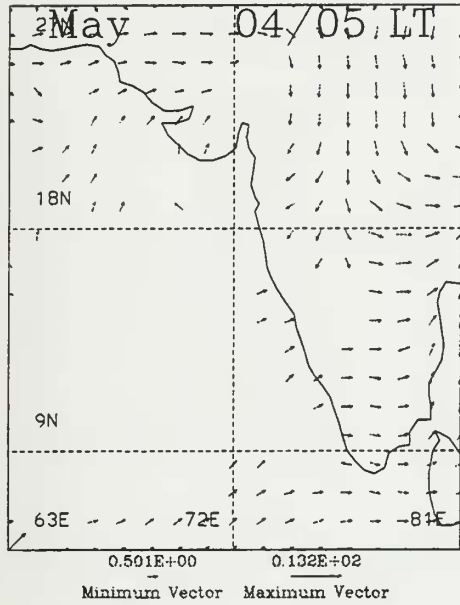 May 04/05 LT
18N
9N
63E 72E 81E
0.501E+00 0.132E+02
Minimum Vector Maximum Vector